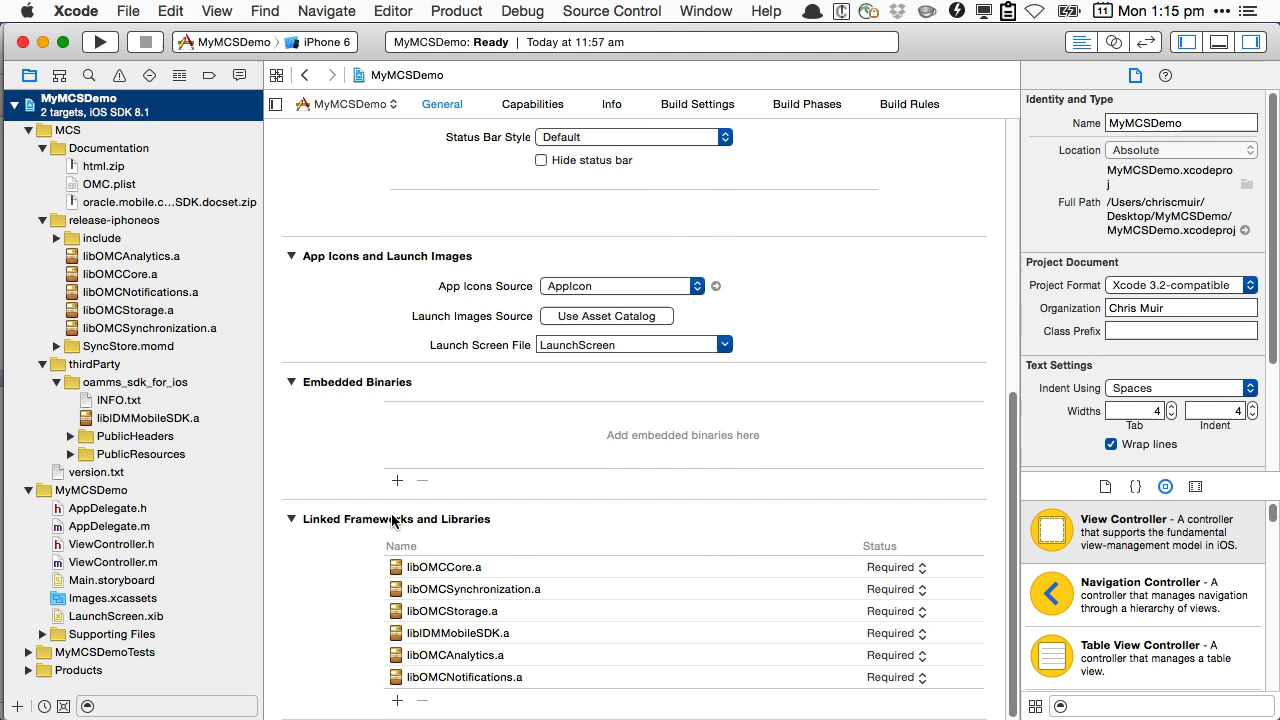 Xcode File Edit View Find Navigate Editor Product Debug Source Control Window Help 11 Mon 1:15 pm
MyMCSDemo iPhone 6
MyMCSDemo: Ready | Today at 11:57 am
MyMCSDemo
MyMCSDemo
2 targets, iOS SDK 8.1
MCS
Documentation
html.zip
OMC.plist
oracle.mobile.c...SDK.docset.zip
release-iphoneos
include
libOMCAnalytics.a
libOMCCore.a
libOMCNotifications.a
libOMCStorage.a
libOMCSynchronization.a
SyncStore.momd
thirdParty
oamms_sdk_for_ios
INFO.txt
libIDMMobileSDK.a
PublicHeaders
PublicResources
version.txt
MyMCSDemo
AppDelegate.h
AppDelegate.m
ViewController.h
ViewController.m
Main.storyboard
Images.xcassets
LaunchScreen.xib
Supporting Files
MyMCSDemoTests
Products
MyMCSDemo General Capabilities Info Build Settings Build Phases Build Rules
Status Bar Style Default
Hide status bar
App Icons and Launch Images
App Icons Source AppIcon
Launch Images Source Use Asset Catalog
Launch Screen File LaunchScreen
Embedded Binaries
Add embedded binaries here
Linked Frameworks and Libraries
Name Status
libOMCCore.a Required
libOMCSynchronization.a Required
libOMCStorage.a Required
libIDMMobileSDK.a Required
libOMCAnalytics.a Required
libOMCNotifications.a Required
Identity and Type
Name MyMCSDemo
Location Absolute
MyMCSDemo.xcodepro
j
Full Path /Users/chriscmuir/
Desktop/MyMCSDemo/
MyMCSDemo.xcodeproj
Project Document
Project Format Xcode 3.2-compatible
Organization Chris Muir
Class Prefix
Text Settings
Indent Using Spaces
Widths 4 4
Tab Indent
Wrap lines
View Controller - A controller
that supports the fundamental
view-management model in iOS.
Navigation Controller - A
controller that manages navigation
through a hierarchy of views.
Table View Controller - A
controller that manages a table
view.